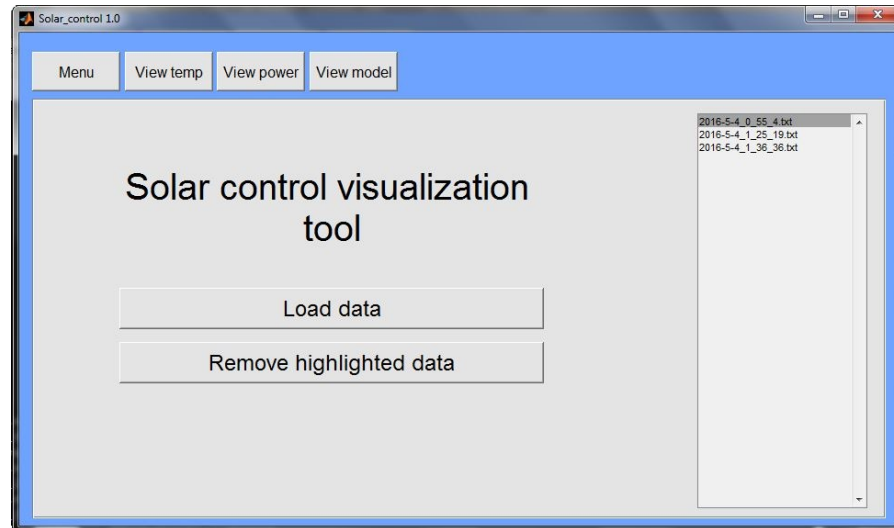 Solar_control 1.0
Menu
View temp
View power
View model
Solar control visualization
tool
Load data
Remove highlighted data
2016-5-4_0_55_4.txt
2016-5-4_1_25_19.txt
2016-5-4_1_36_36.txt